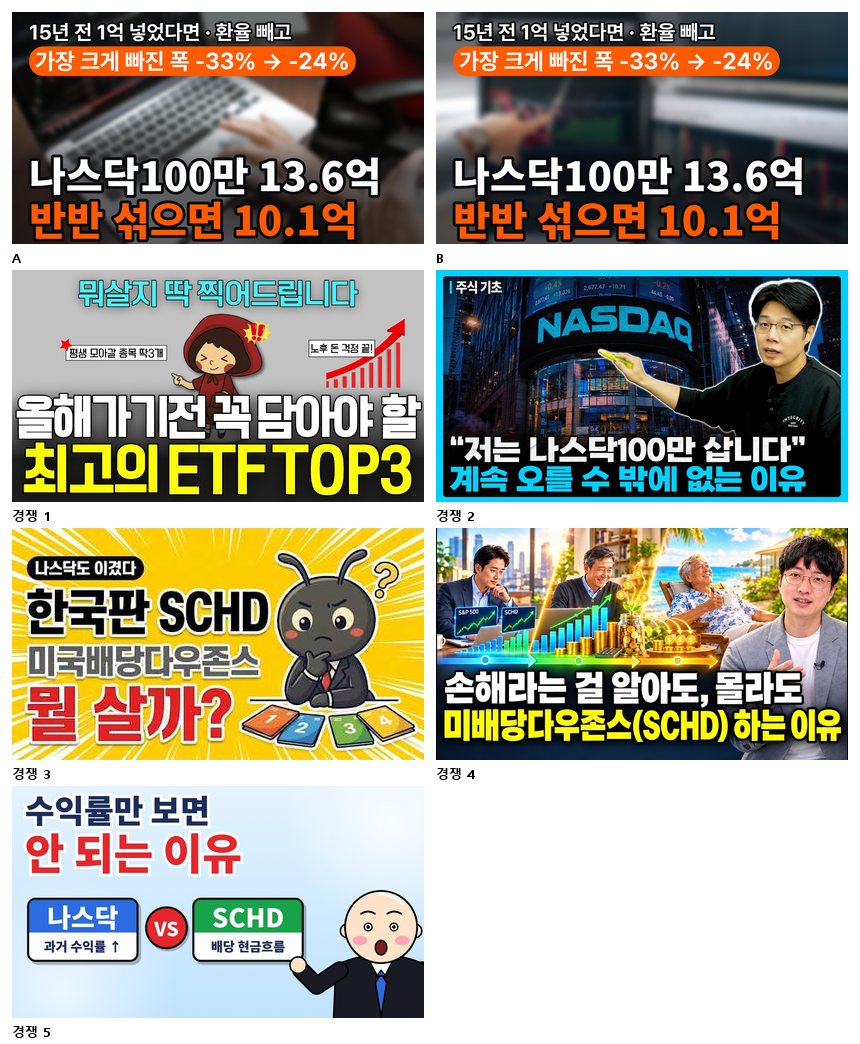 15년 전 1억 넣었다면 · 환율 빼고
가장 크게 빠진 폭 -33% → -24%
나스닥100만 13.6억
반반 섞으면 10.1억
A
15년 전 1억 넣었다면 · 환율 빼고
가장 크게 빠진 폭 -33% → -24%
나스닥100만 13.6억
반반 섞으면 10.1억
B
뭐살지 딱 찍어드립니다
평생 모아갈 종목 딱3개
노후 돈 걱정 끝!
올해가기전 꼭 담아야 할
최고의 ETF TOP3
경쟁 1
주식 기초
NASDAQ
INTEGRITY
“저는 나스닥100만 삽니다”
계속 오를 수 밖에 없는 이유
경쟁 2
나스닥도 이겼다
한국판 SCHD
미국배당다우존스
뭘 살까?
1 2 3 4
경쟁 3
S&P 500
SCHD
손해라는 걸 알아도, 몰라도
미배당다우존스(SCHD) 하는 이유
경쟁 4
수익률만 보면
안 되는 이유
나스닥 VS SCHD
과거 수익률 ↑ 배당 현금흐름
경쟁 5